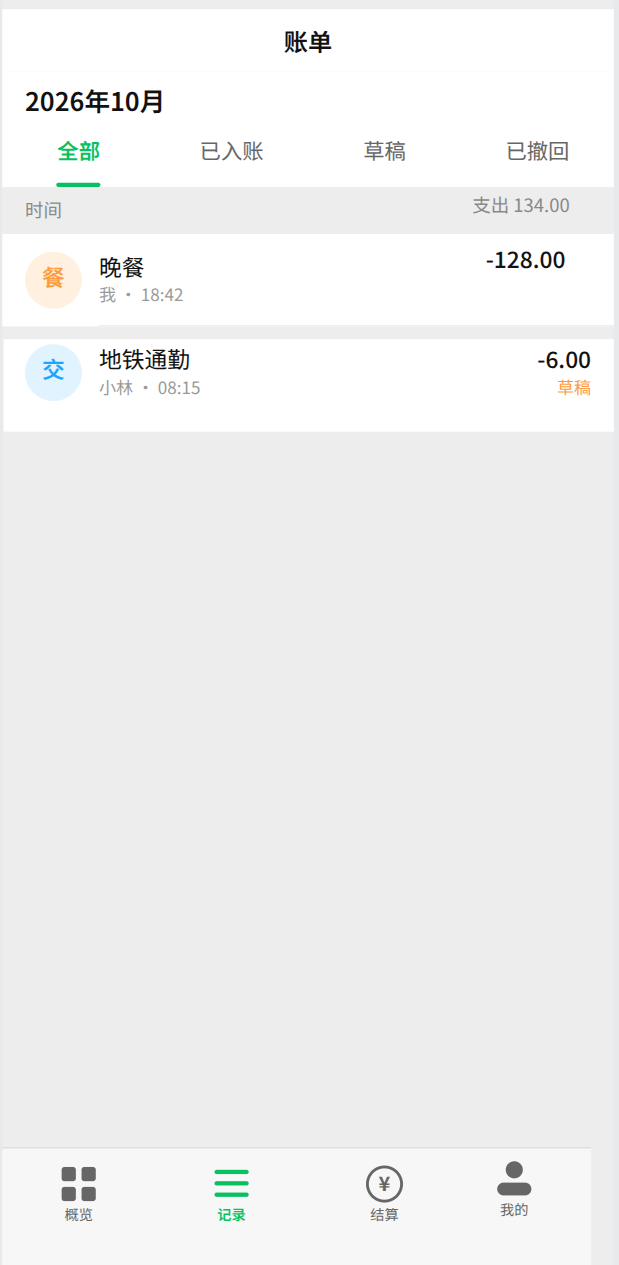 账单
2026年10月
全部 已入账 草稿 已撤回
时间 支出 134.00
餐 晚餐 -128.00
我 · 18:42
交 地铁通勤 -6.00
小林 · 08:15 草稿
¥
概览 记录 结算 我的